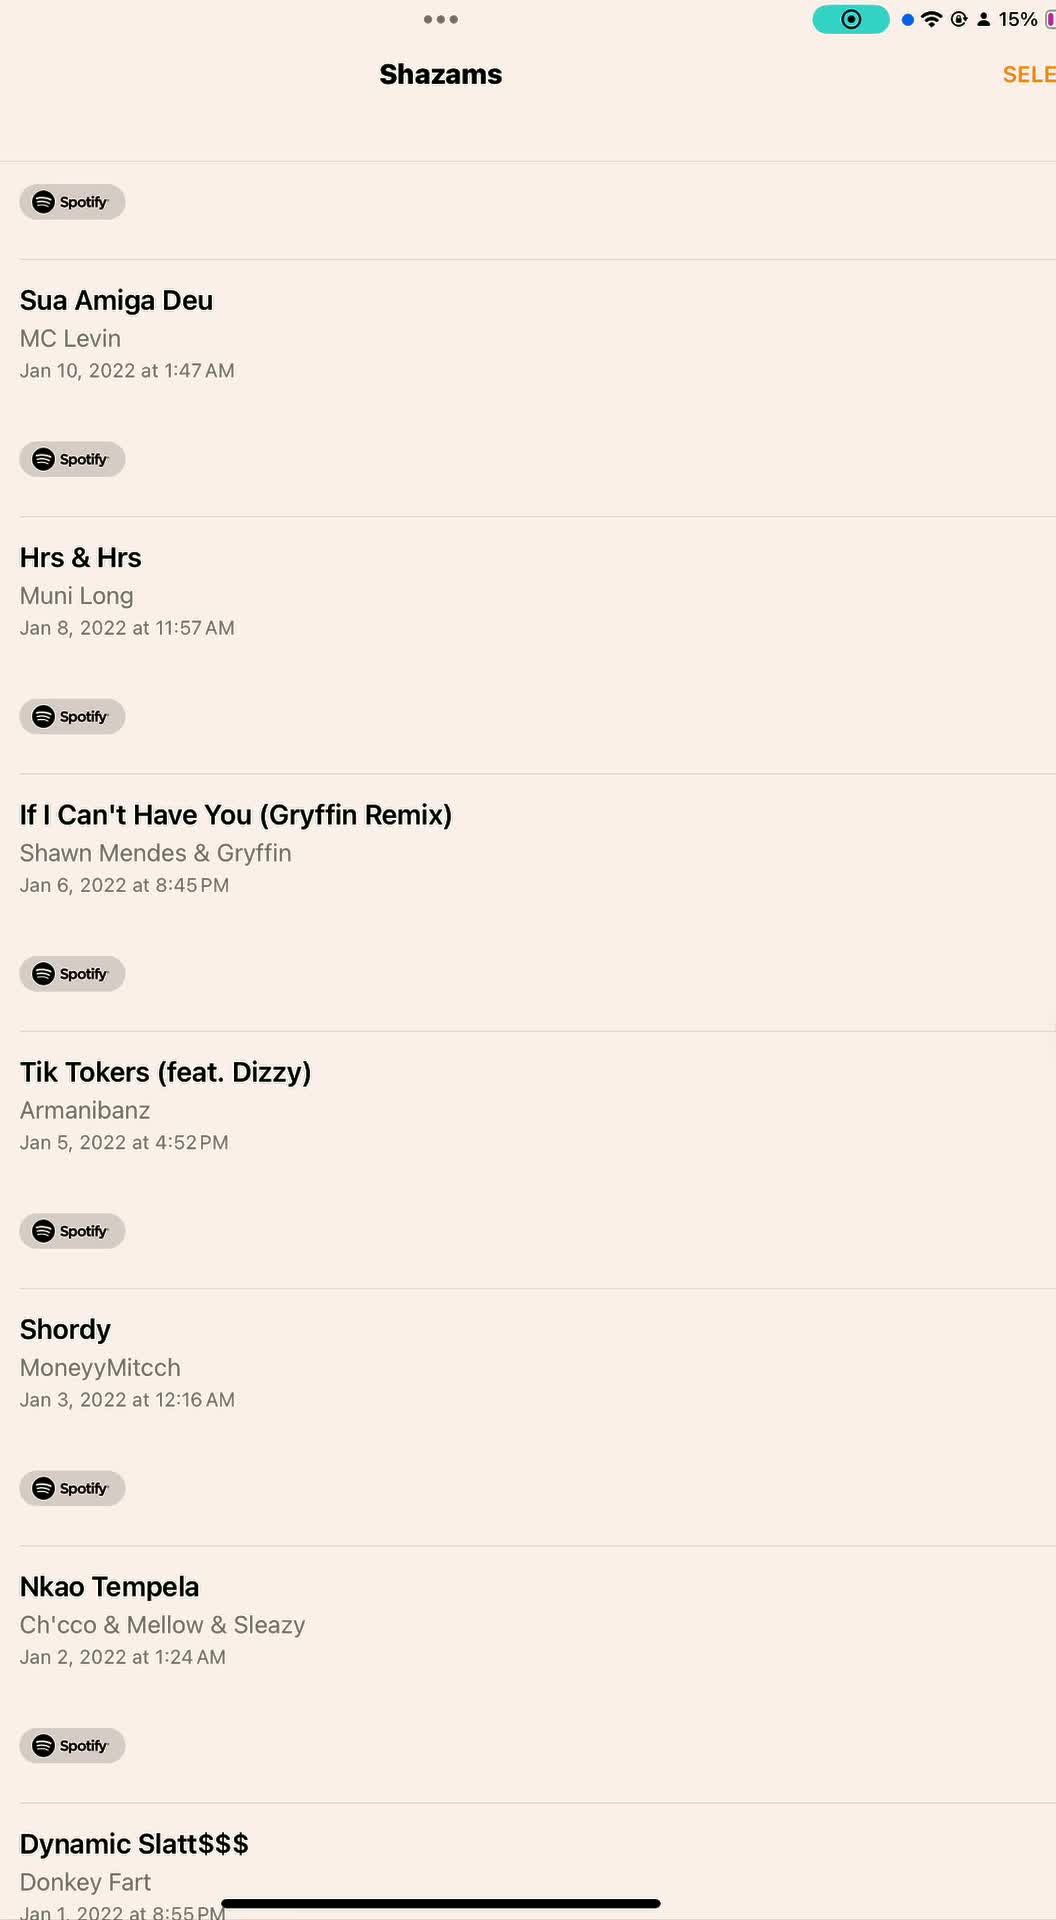 15%
Shazams
SELE
Spotify
Sua Amiga Deu
MC Levin
Jan 10, 2022 at 1:47 AM
Spotify
Hrs & Hrs
Muni Long
Jan 8, 2022 at 11:57 AM
Spotify
If I Can't Have You (Gryffin Remix)
Shawn Mendes & Gryffin
Jan 6, 2022 at 8:45 PM
Spotify
Tik Tokers (feat. Dizzy)
Armanibanz
Jan 5, 2022 at 4:52 PM
Spotify
Shordy
MoneyyMitcch
Jan 3, 2022 at 12:16 AM
Spotify
Nkao Tempela
Ch'cco & Mellow & Sleazy
Jan 2, 2022 at 1:24 AM
Spotify
Dynamic Slatt$$$
Donkey Fart
Jan 1, 2022 at 8:55 PM